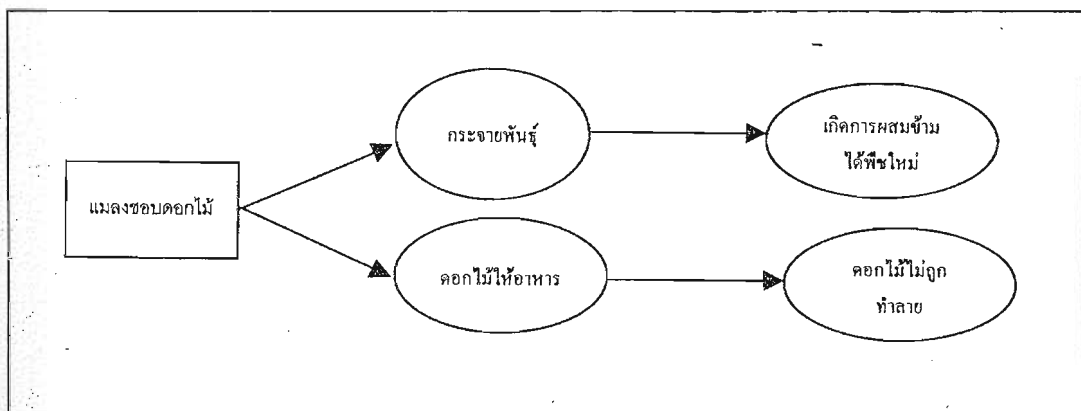 แมลงชอบดอกไม้
กระจายพันธุ์
เกิดการผสมข้าม
ได้พืชใหม่
ดอกไม้ให้อาหาร
ดอกไม้ไม่ถูก
ทำลาย